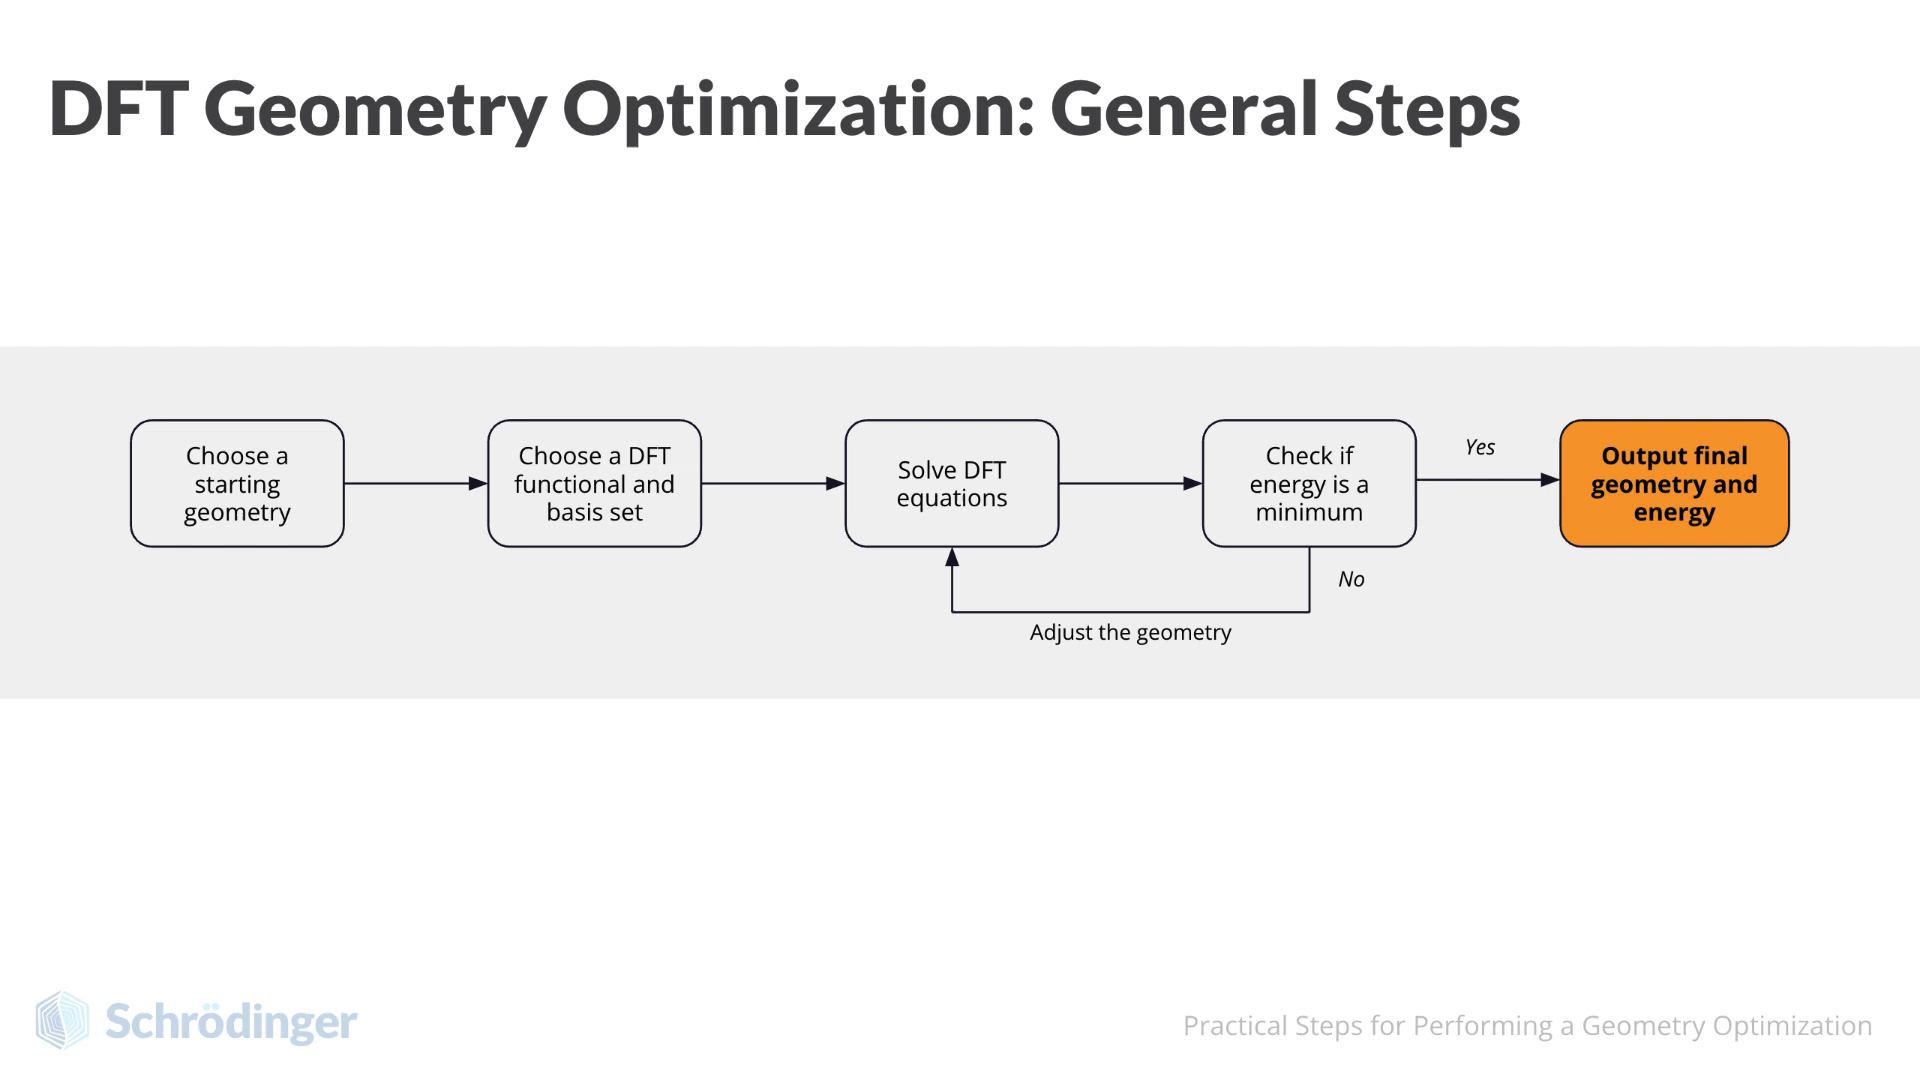 DFT Geometry Optimization: General Steps
Choose a
starting
geometry
Choose a DFT
functional and
basis set
Solve DFT
equations
Check if
energy is a
minimum
Yes
Output final
geometry and
energy
No
Adjust the geometry
Schrödinger
Practical Steps for Performing a Geometry Optimization